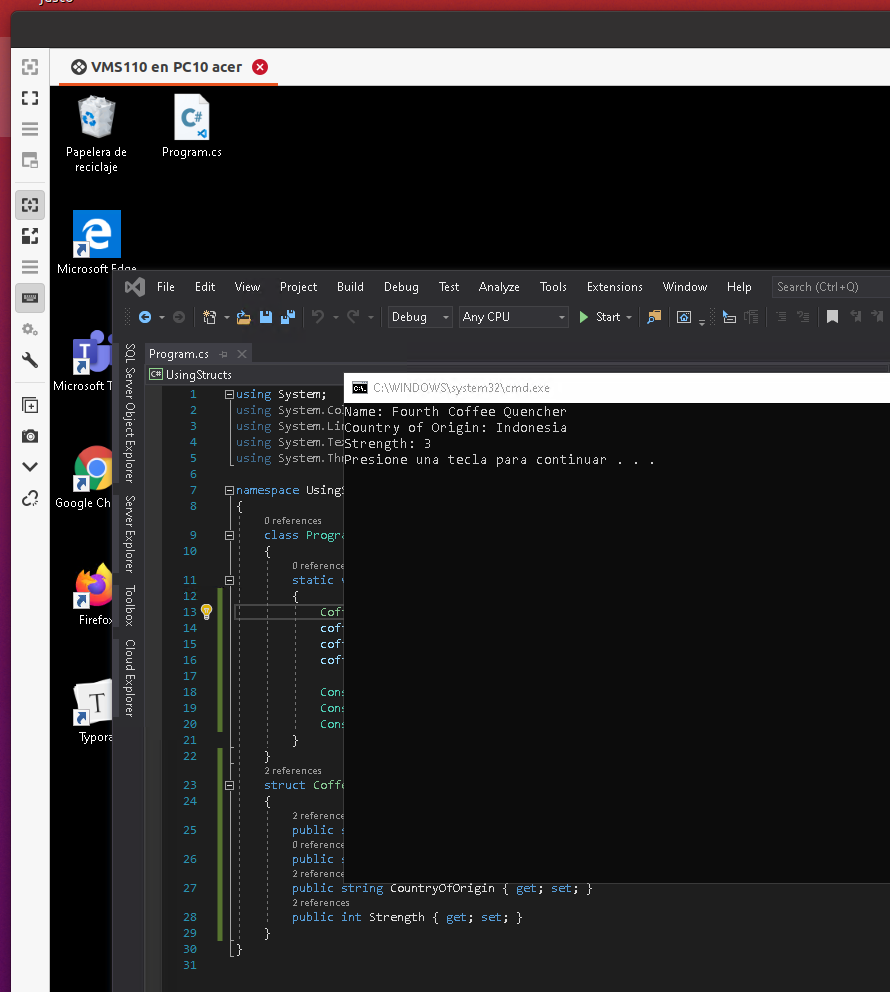 VMS110 en PC10 acer
Papelera de
reciclaje
C#
Program.cs
Microsoft Edge
Microsoft T
Google Ch
Firefox
T
Typora
File Edit View Project Build Debug Test Analyze Tools Extensions Window Help Search (Ctrl+Q)
Debug Any CPU Start
SQL Server Object Explorer
Server Explorer
Toolbox
Cloud Explorer
Program.cs
C# UsingStructs
1 using System;
2 using System.Co
3 using System.Lin
4 using System.Tex
5 using System.Thr
6
7 namespace UsingS
8 {
0 references
9 class Progra
10 {
0 reference
11 static v
12 {
13 Coff
14 coff
15 coff
16 coff
17
18 Cons
19 Cons
20 Cons
21 }
22 }
2 references
23 struct Coffe
24 {
2 reference
25 public s
0 reference
26 public s
2 reference
27 public string CountryOfOrigin { get; set; }
2 references
28 public int Strength { get; set; }
29 }
30 }
31
C:\WINDOWS\system32\cmd.exe
Name: Fourth Coffee Quencher
Country of Origin: Indonesia
Strength: 3
Presione una tecla para continuar . . .